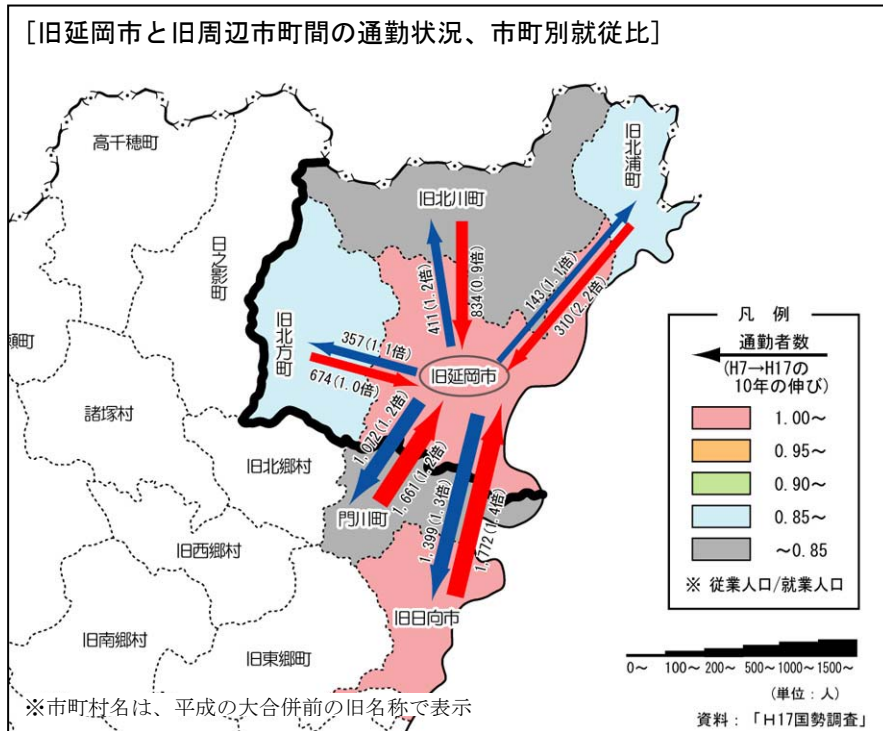 [旧延岡市と旧周辺市町間の通勤状況、市町別就従比]
高千穂町
日之影町
旧北川町
旧北浦町
411(1.2倍)
834(0.9倍)
143(1.1倍)
310(2.2倍)
旧北方町
357(1.1倍)
674(1.0倍)
旧延岡市
諸塚村
旧北郷村
1,072(1.2倍)
1,661(1.2倍)
1,399(1.3倍)
1,772(1.4倍)
門川町
旧西郷村
旧日向市
旧南郷村
旧東郷町
凡 例
通勤者数
(H7→H17の
10年の伸び)
1.00~
0.95~
0.90~
0.85~
~0.85
※ 従業人口/就業人口
0~ 100~ 200~ 500~ 1000~ 1500~
(単位:人)
※市町村名は、平成の大合併前の旧名称で表示
資料:「H17国勢調査」